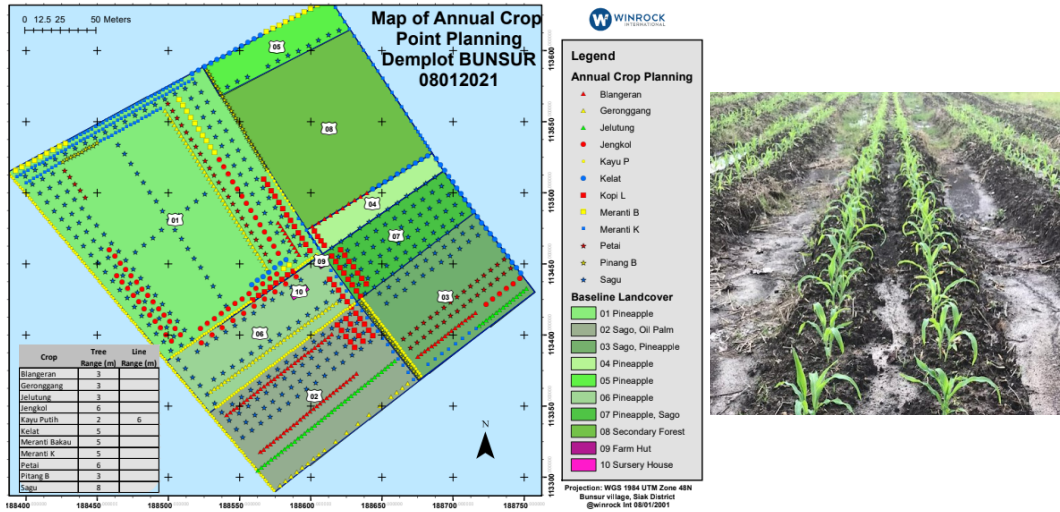 Map of Annual Crop
Point Planning
Demplot BUNSUR
08012021
0 12.5 25 50 Meters
05
08
04
01
07
09
10
03
06
02
N
Crop Tree Range (m) Line Range (m)
Blangeran 3
Geronggang 3
Jelutung 3
Jengkol 6
Kayu Putih 2 6
Kelat 5
Meranti Bakau 5
Meranti K 5
Petai 6
Pitang B 3
Sagu 8
188400 188450 188500 188550 188600 188650 188700 188750
113600
113550
113500
113450
113400
113350
113300
WINROCK
INTERNATIONAL
Legend
Annual Crop Planning
Blangeran
Geronggang
Jelutung
Jengkol
Kayu P
Kelat
Kopi L
Meranti B
Meranti K
Petai
Pinang B
Sagu
Baseline Landcover
01 Pineapple
02 Sago, Oil Palm
03 Sago, Pineapple
04 Pineapple
05 Pineapple
06 Pineapple
07 Pineapple, Sago
08 Secondary Forest
09 Farm Hut
10 Sursery House
Projection: WGS 1984 UTM Zone 48N
Bunsur village, Siak District
@winrock Int 08/01/2001